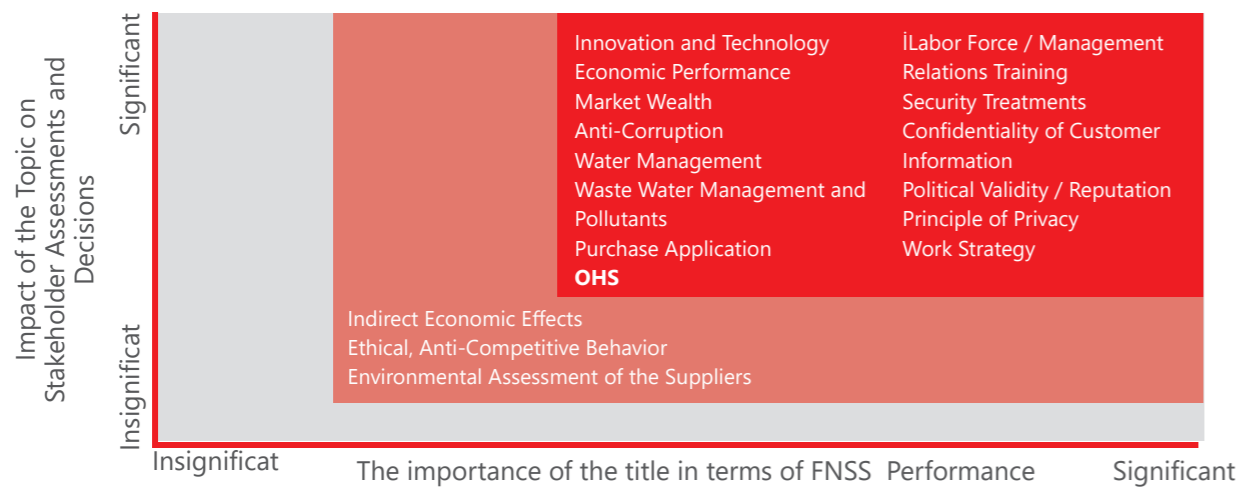 Impact of the Topic on
Stakeholder Assessments and
Decisions
Significant
Insignificat
Innovation and Technology
Economic Performance
Market Wealth
Anti-Corruption
Water Management
Waste Water Management and
Pollutants
Purchase Application
OHS
İLabor Force / Management
Relations Training
Security Treatments
Confidentiality of Customer
Information
Political Validity / Reputation
Principle of Privacy
Work Strategy
Indirect Economic Effects
Ethical, Anti-Competitive Behavior
Environmental Assessment of the Suppliers
Insignificat
The importance of the title in terms of FNSS Performance
Significant